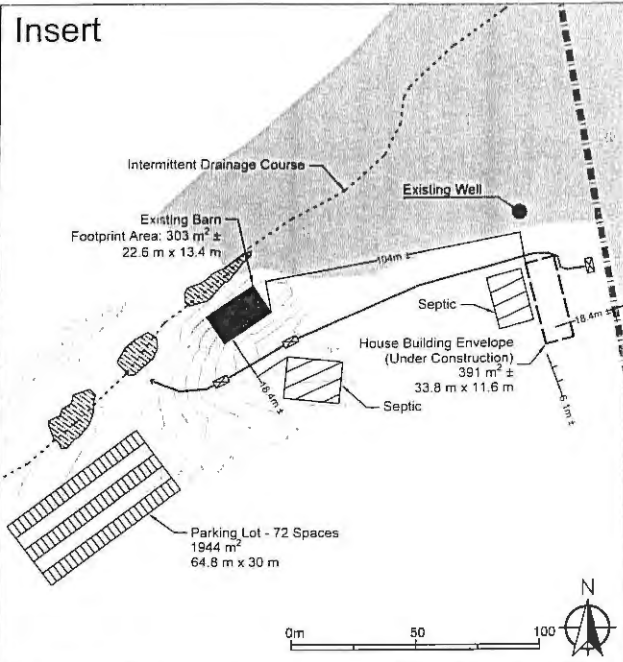 Insert
Intermittent Drainage Course
Existing Well
Existing Barn
Footprint Area: 303 m² ±
22.6 m x 13.4 m
104m ±
Septic
18.4m ±
House Building Envelope
(Under Construction)
391 m² ±
33.8 m x 11.6 m
18.4m ±
6.1m ±
Septic
Parking Lot - 72 Spaces
1944 m²
64.8 m x 30 m
N
0m 50 100